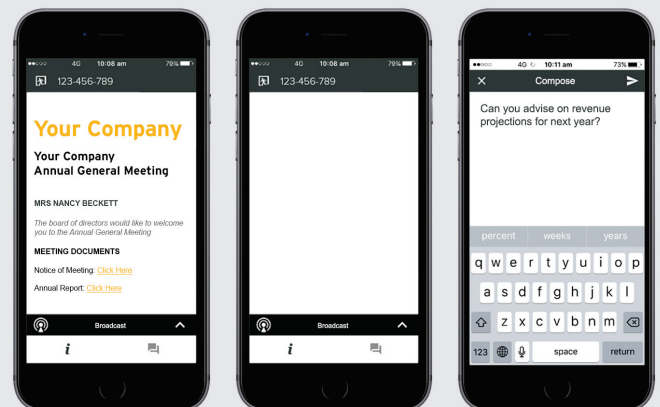 4G 10:08 am 79%
123-456-789
Your Company
Your Company
Annual General Meeting
MRS NANCY BECKETT
The board of directors would like to welcome
you to the Annual General Meeting
MEETING DOCUMENTS
Notice of Meeting: Click Here
Annual Report: Click Here
Broadcast
i
4G 10:08 am 79%
123-456-789
Broadcast
i
4G 10:11 am 73%
Compose
Can you advise on revenue
projections for next year?
percent weeks years
q w e r t y u i o p
a s d f g h j k l
z x c v b n m
123 space return